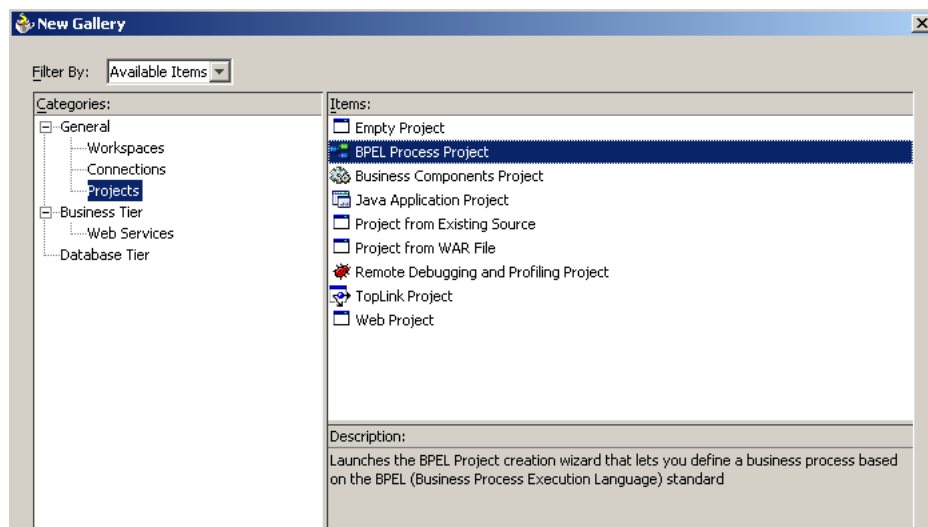 New Gallery
Filter By: Available Items
Categories:
General
Workspaces
Connections
Projects
Business Tier
Web Services
Database Tier
Items:
Empty Project
BPEL Process Project
Business Components Project
Java Application Project
Project from Existing Source
Project from WAR File
Remote Debugging and Profiling Project
TopLink Project
Web Project
Description:
Launches the BPEL Project creation wizard that lets you define a business process based
on the BPEL (Business Process Execution Language) standard